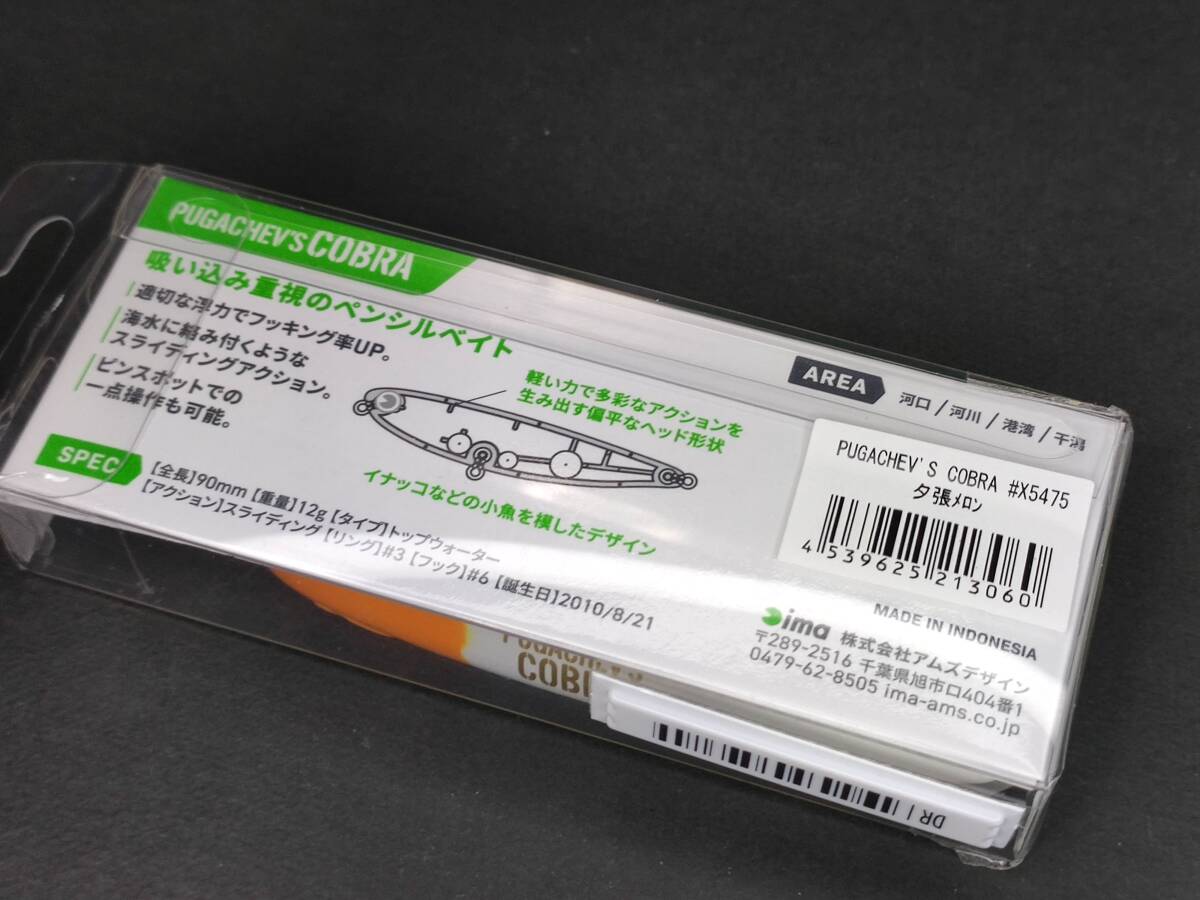 PUGACHEV'S COBRA
吸い込み重視のペンシルベイト
適切な浮力でフッキング率UP。
海水に絡み付くような
スライディングアクション。
ピンスポットでの
一点操作も可能。
軽い力で多彩なアクションを
生み出す偏平なヘッド形状
イナッコなどの小魚を模したデザイン
AREA 河口 / 河川 / 港湾 / 干潟
SPEC
【全長】90mm【重量】12g【タイプ】トップウォーター
【アクション】スライディング【リング】#3【フック】#6【誕生日】2010/8/21
PUGACHEV'S COBRA #X5475
夕張メロン
4 539625 213060
MADE IN INDONESIA
ima 株式会社アムズデザイン
〒289-2516 千葉県旭市ロ404番1
0479-62-8505 ima-ams.co.jp
PUGACHEV'S
COBRA
DR